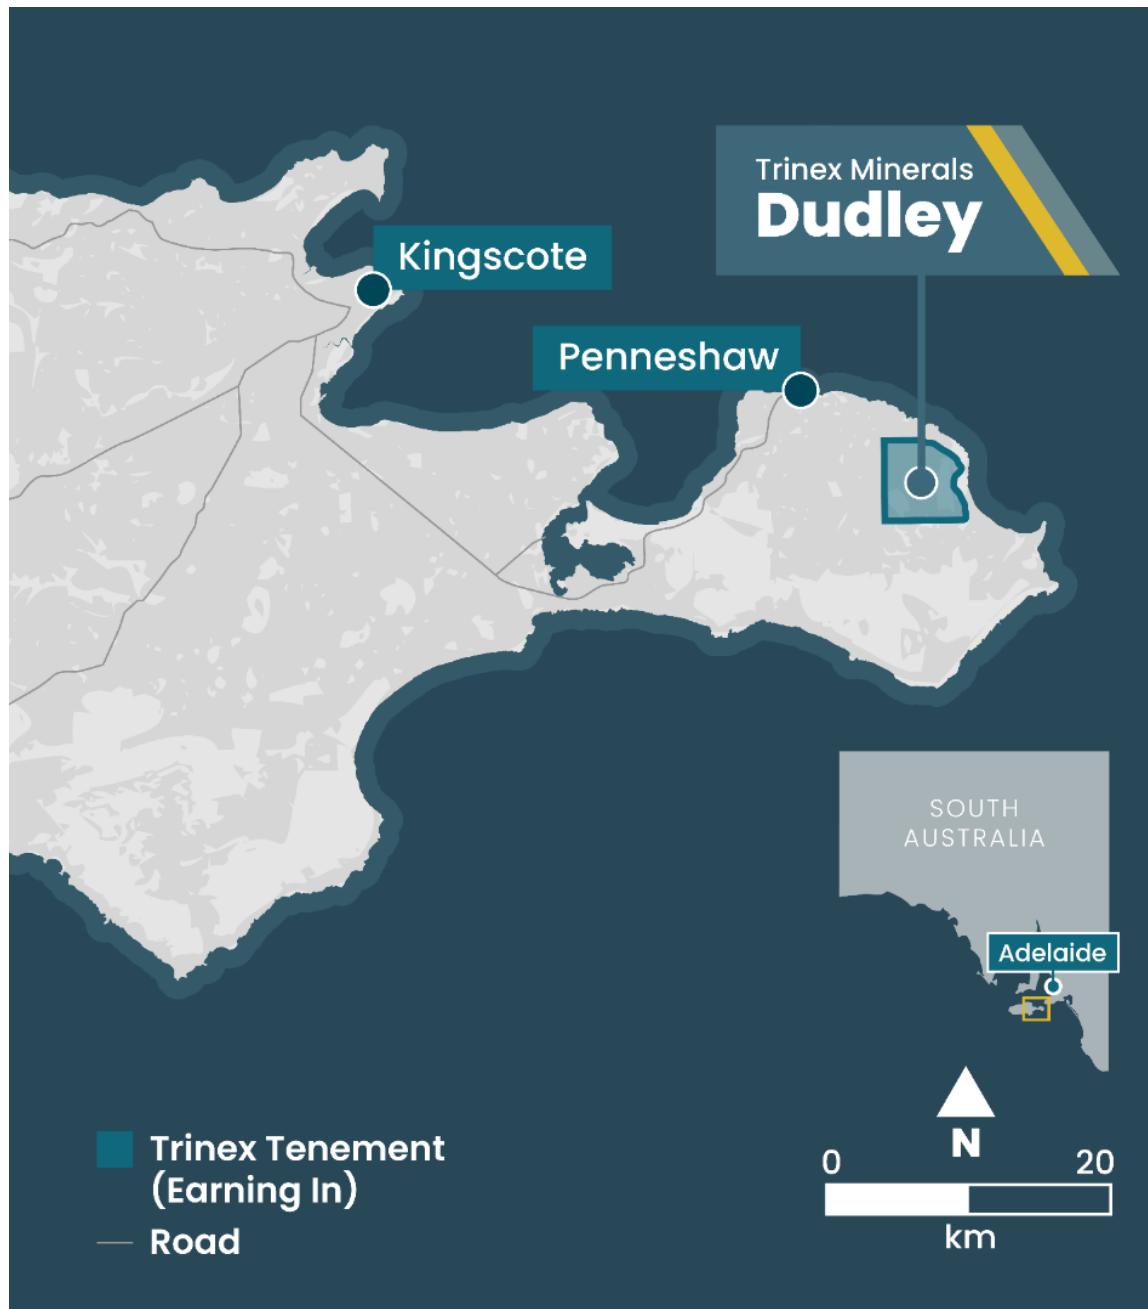 Trinex Minerals
Dudley
Kingscote
Penneshaw
SOUTH
AUSTRALIA
Adelaide
N
0 20
km
Trinex Tenement
(Earning In)
Road